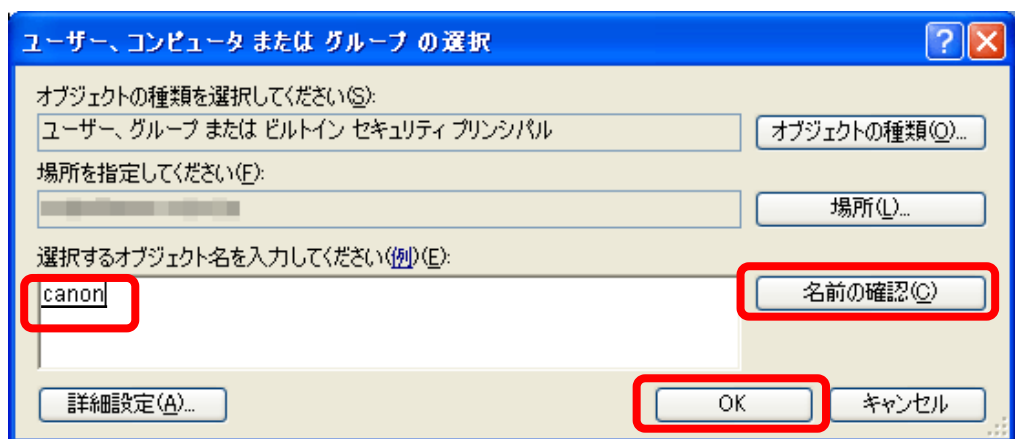 ユーザー、コンピュータ または グループ の選択
オブジェクトの種類を選択してください(S):
ユーザー、グループ または ビルトイン セキュリティ プリンシパル
オブジェクトの種類(O)...
場所を指定してください(F):
場所(L)...
選択するオブジェクト名を入力してください(例)(E):
canon
名前の確認(C)
詳細設定(A)...
OK
キャンセル